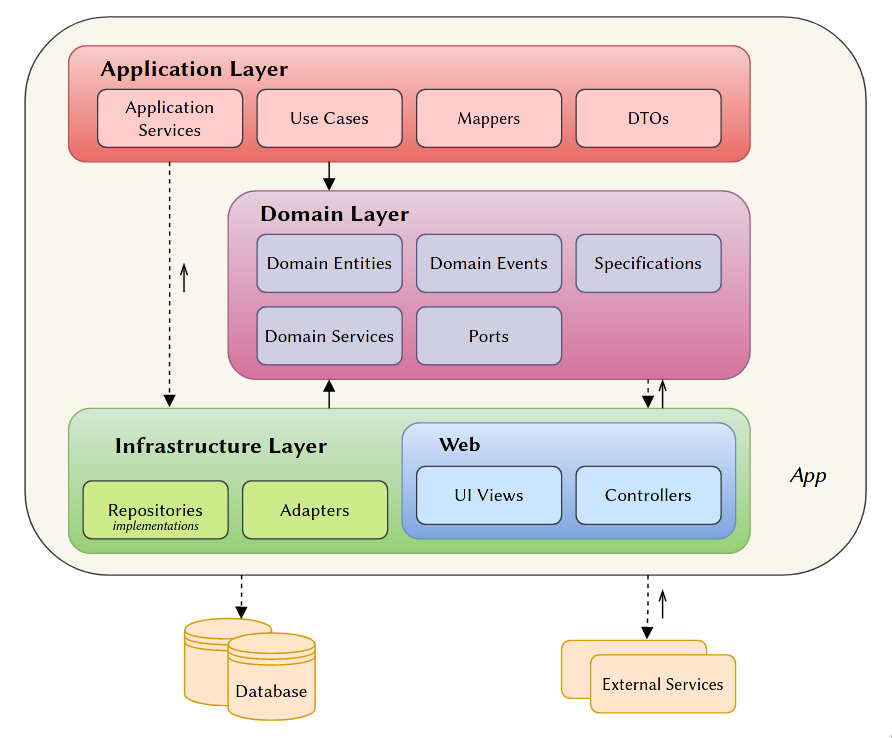 Application Layer
Application
Services
Use Cases
Mappers
DTOs
Domain Layer
Domain Entities
Domain Events
Specifications
Domain Services
Ports
Infrastructure Layer
Repositories
implementations
Adapters
Web
UI Views
Controllers
App
Database
External Services